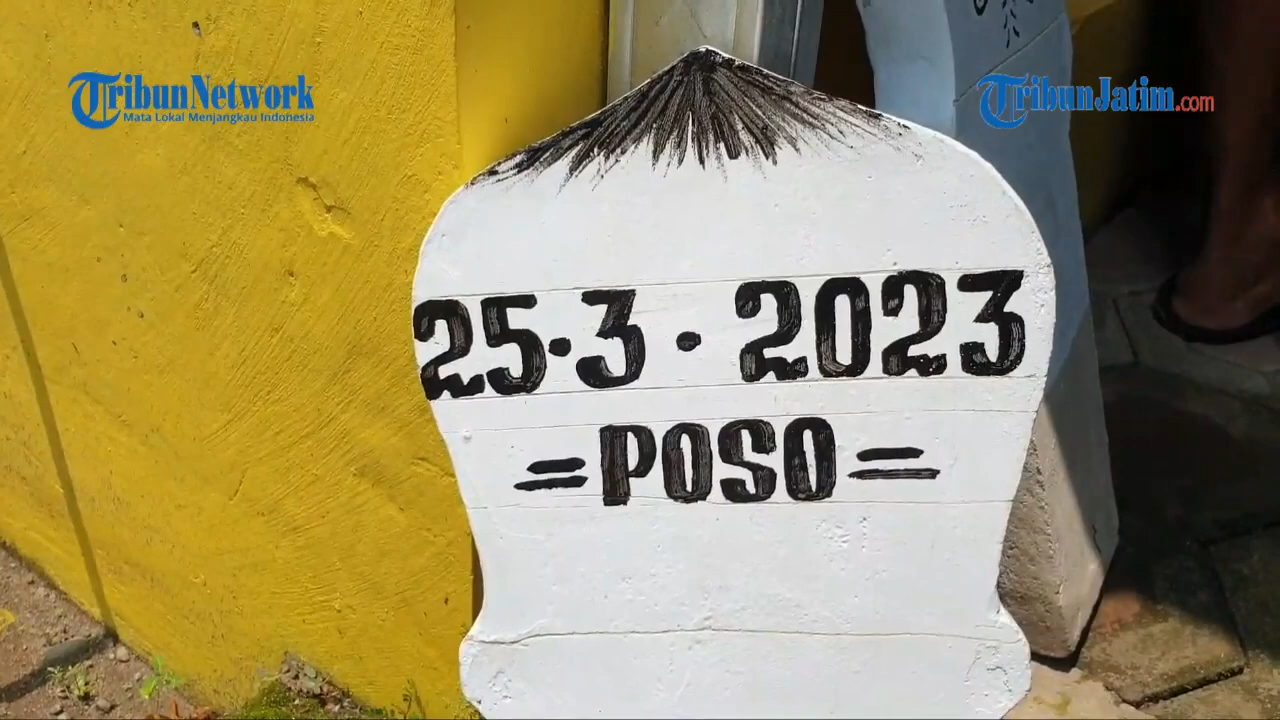 TribunNetwork
Mata Lokal Menjangkau Indonesia
TribunJatim.com
25·3·2023
=POSO=